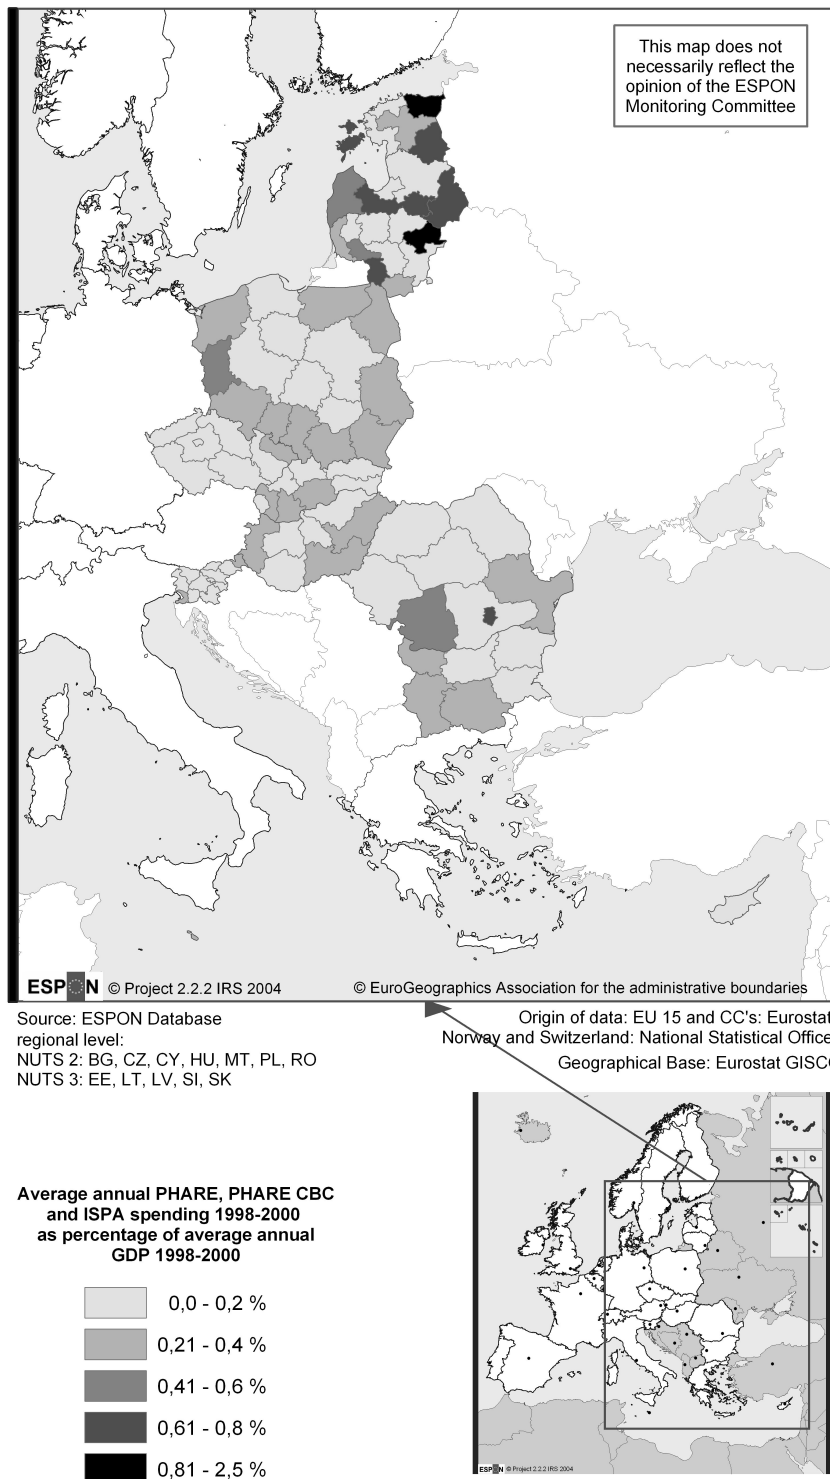 This map does not
necessarily reflect the
opinion of the ESPON
Monitoring Committee
ESPON © Project 2.2.2 IRS 2004
© EuroGeographics Association for the administrative boundaries
Source: ESPON Database
regional level:
NUTS 2: BG, CZ, CY, HU, MT, PL, RO
NUTS 3: EE, LT, LV, SI, SK
Origin of data: EU 15 and CC's: Eurostat
Norway and Switzerland: National Statistical Office
Geographical Base: Eurostat GISC
Average annual PHARE, PHARE CBC
and ISPA spending 1998-2000
as percentage of average annual
GDP 1998-2000
0,0 - 0,2 %
0,21 - 0,4 %
0,41 - 0,6 %
0,61 - 0,8 %
0,81 - 2,5 %
ESPON © Project 2.2.2 IRS 2004